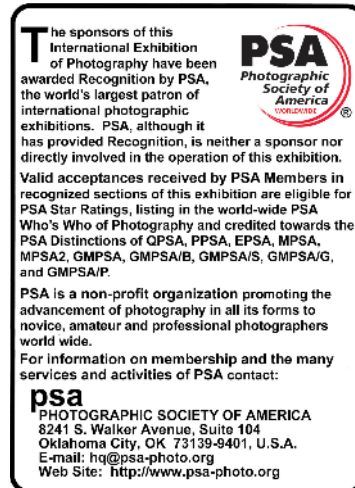 The sponsors of this
International Exhibition
of Photography have been
awarded Recognition by PSA,
the world's largest patron of
international photographic
exhibitions. PSA, although it
has provided Recognition, is neither a sponsor nor
directly involved in the operation of this exhibition.
PSA
Photographic
Society of
America
WORLDWIDE
®
Valid acceptances received by PSA Members in
recognized sections of this exhibition are eligible for
PSA Star Ratings, listing in the world-wide PSA
Who's Who of Photography and credited towards the
PSA Distinctions of QPSA, PPSA, EPSA, MPSA,
MPSA2, GMPSA, GMPSA/B, GMPSA/S, GMPSA/G,
and GMPSA/P.
PSA is a non-profit organization promoting the
advancement of photography in all its forms to
novice, amateur and professional photographers
world wide.
For information on membership and the many
services and activities of PSA contact:
psa
PHOTOGRAPHIC SOCIETY OF AMERICA
8241 S. Walker Avenue, Suite 104
Oklahoma City, OK 73139-9401, U.S.A.
E-mail: hq@psa-photo.org
Web Site: http://www.psa-photo.org